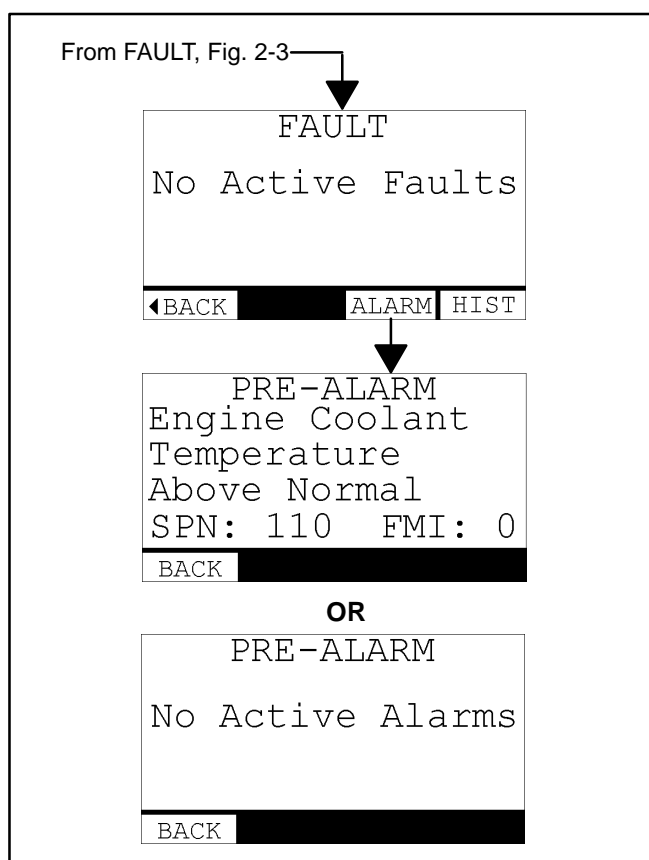 From FAULT, Fig. 2-3
FAULT
No Active Faults
BACK ALARM HIST
PRE-ALARM
Engine Coolant
Temperature
Above Normal
SPN: 110 FMI: 0
BACK
OR
PRE-ALARM
No Active Alarms
BACK